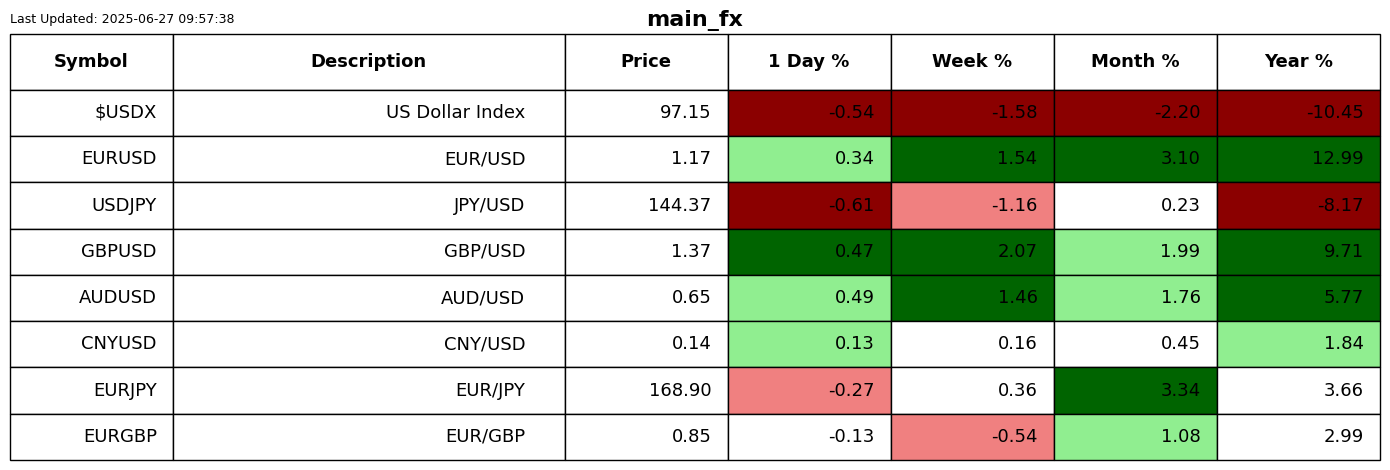 Last Updated: 2025-06-27 09:57:38
main_fx
Symbol Description Price 1 Day % Week % Month % Year %
$USDX US Dollar Index 97.15 -0.54 -1.58 -2.20 -10.45
EURUSD EUR/USD 1.17 0.34 1.54 3.10 12.99
USDJPY JPY/USD 144.37 -0.61 -1.16 0.23 -8.17
GBPUSD GBP/USD 1.37 0.47 2.07 1.99 9.71
AUDUSD AUD/USD 0.65 0.49 1.46 1.76 5.77
CNYUSD CNY/USD 0.14 0.13 0.16 0.45 1.84
EURJPY EUR/JPY 168.90 -0.27 0.36 3.34 3.66
EURGBP EUR/GBP 0.85 -0.13 -0.54 1.08 2.99